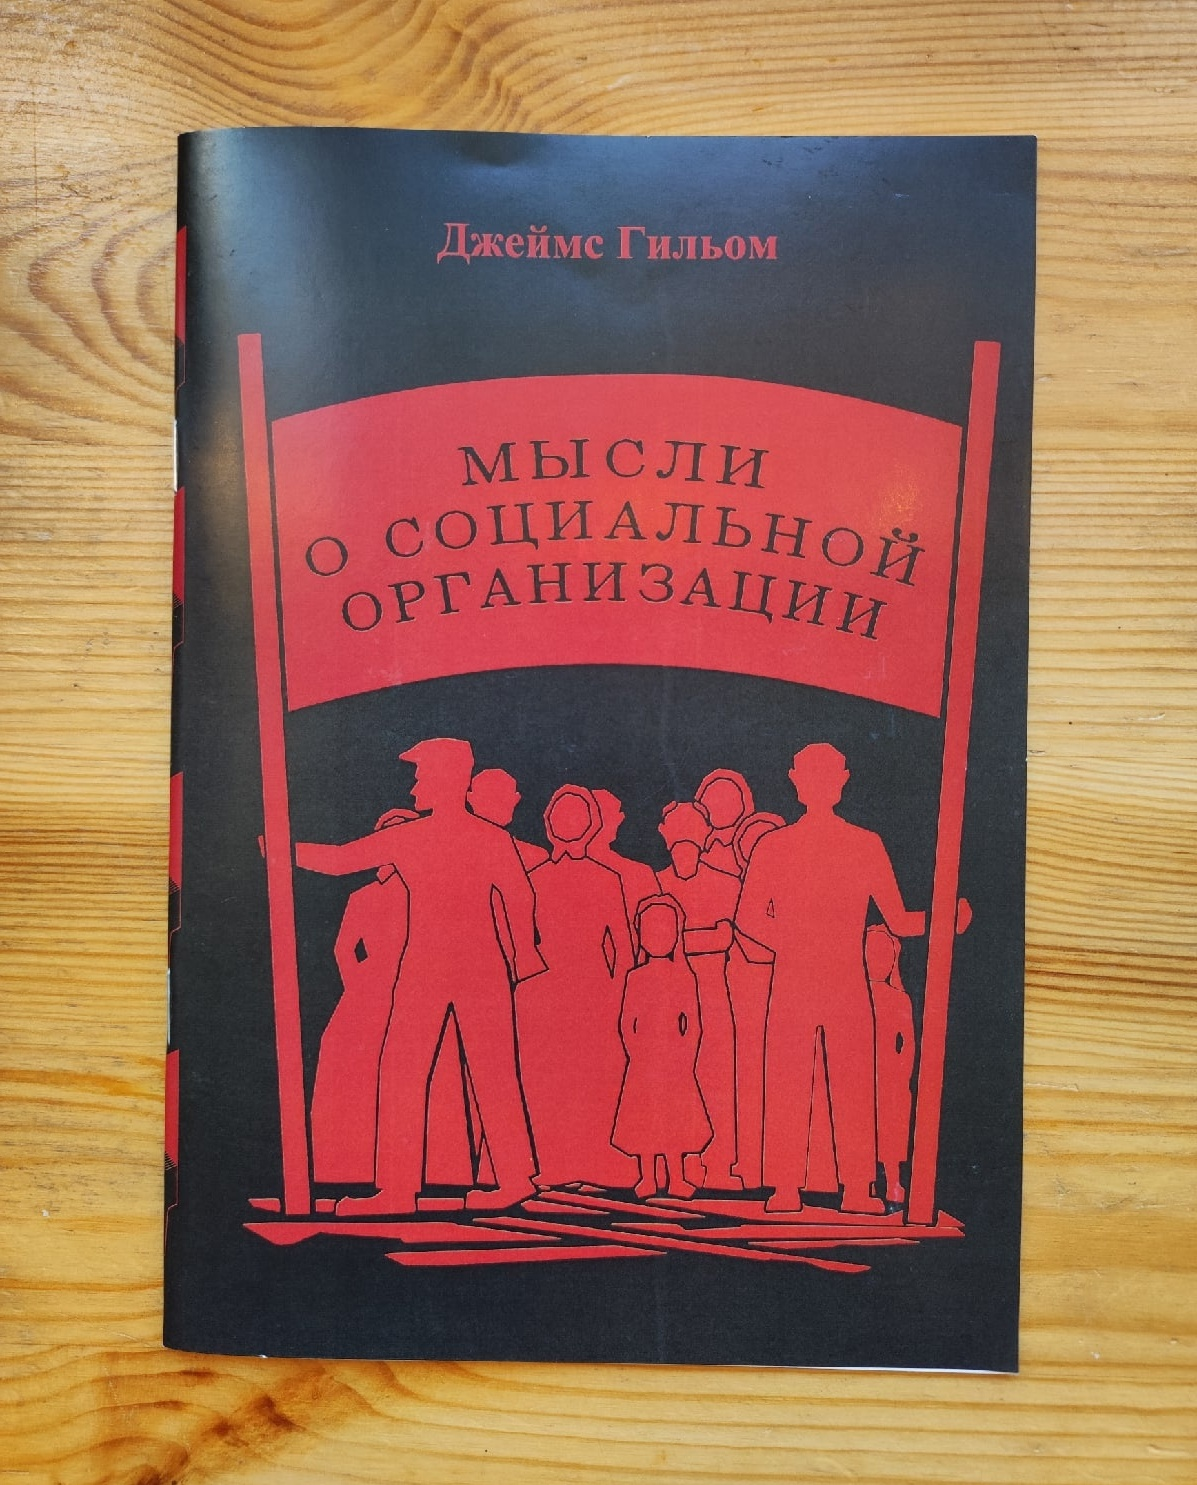 Джеймс Гильом
МЫСЛИ
О СОЦИАЛЬНОЙ
ОРГАНИЗАЦИИ